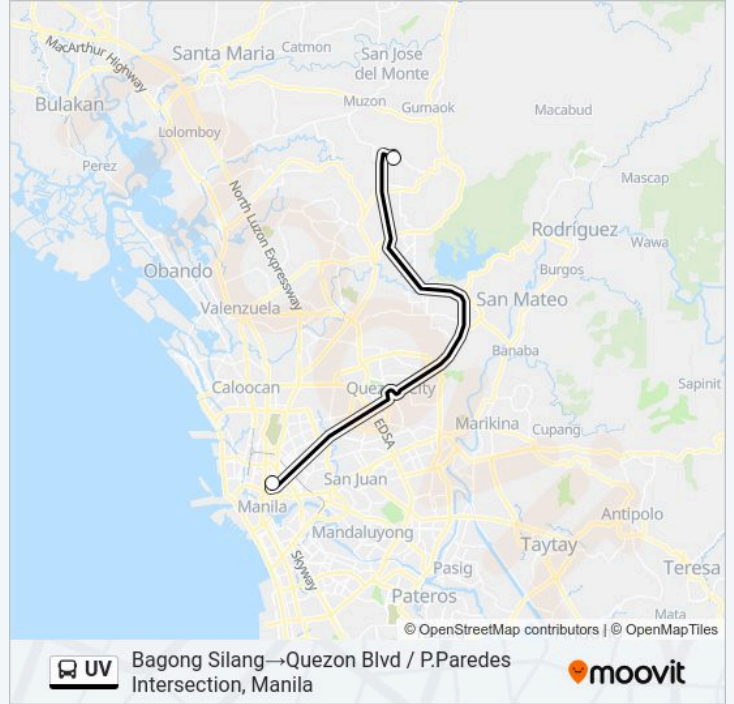 MacArthur Highway
Santa Maria
Catmon
San Jose
del Monte
Bulakan
Muzon
Gumaok
Macabud
Lolomboy
Perez
Mascap
North Luzon Expressway
Rodriguez
Wawa
Obando
Burgos
Valenzuela
San Mateo
Banaba
Caloocan
Quezon City
Sapinit
EDSA
Marikina
Cupang
San Juan
Manila
Antipolo
Mandaluyong
Taytay
Skyway
Pasig
Teresa
Pateros
Mata
© OpenStreetMap contributors | © OpenMapTiles
UV
Bagong Silang→Quezon Blvd / P.Paredes
Intersection, Manila
moovit